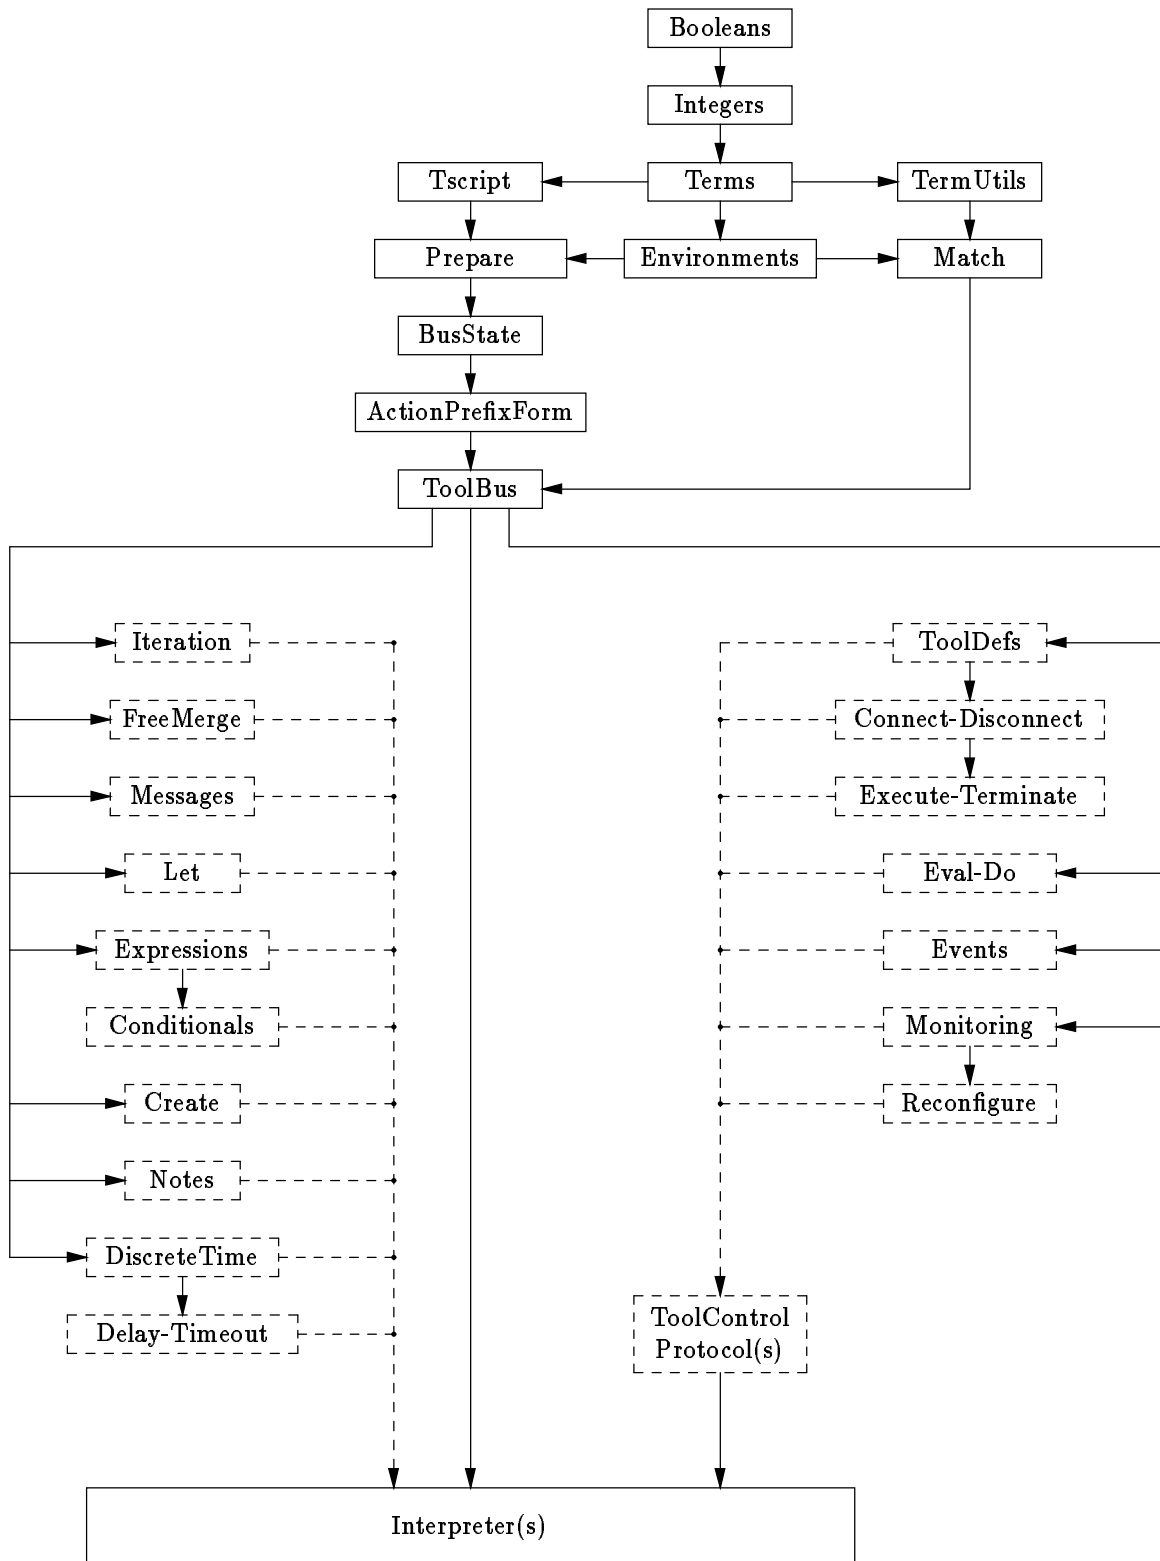 Booleans
Integers
Tscript Terms TermUtils
Prepare Environments Match
BusState
ActionPrefixForm
ToolBus
Iteration ToolDefs
FreeMerge Connect-Disconnect
Messages Execute-Terminate
Let Eval-Do
Expressions Events
Conditionals Monitoring
Create Reconfigure
Notes
DiscreteTime
ToolControl
Delay-Timeout
Protocol(s)
Interpreter(s)